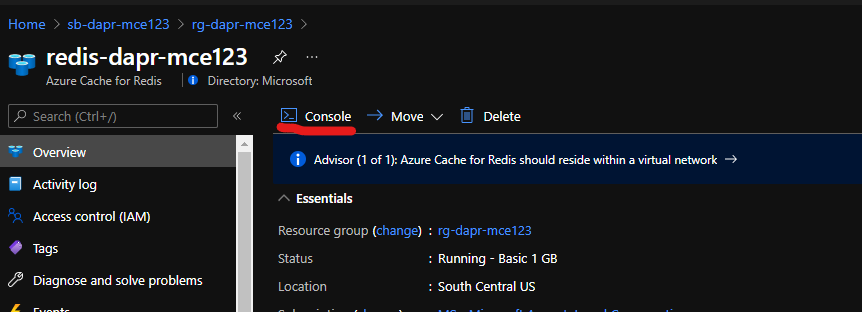 Home > sb-dapr-mce123 > rg-dapr-mce123 >
redis-dapr-mce123
Azure Cache for Redis
Directory: Microsoft
Search (Ctrl+/)
Console
Move
Delete
Overview
Activity log
Access control (IAM)
Tags
Diagnose and solve problems
Events
Advisor (1 of 1): Azure Cache for Redis should reside within a virtual network →
Essentials
Resource group (change) : rg-dapr-mce123
Status : Running - Basic 1 GB
Location : South Central US